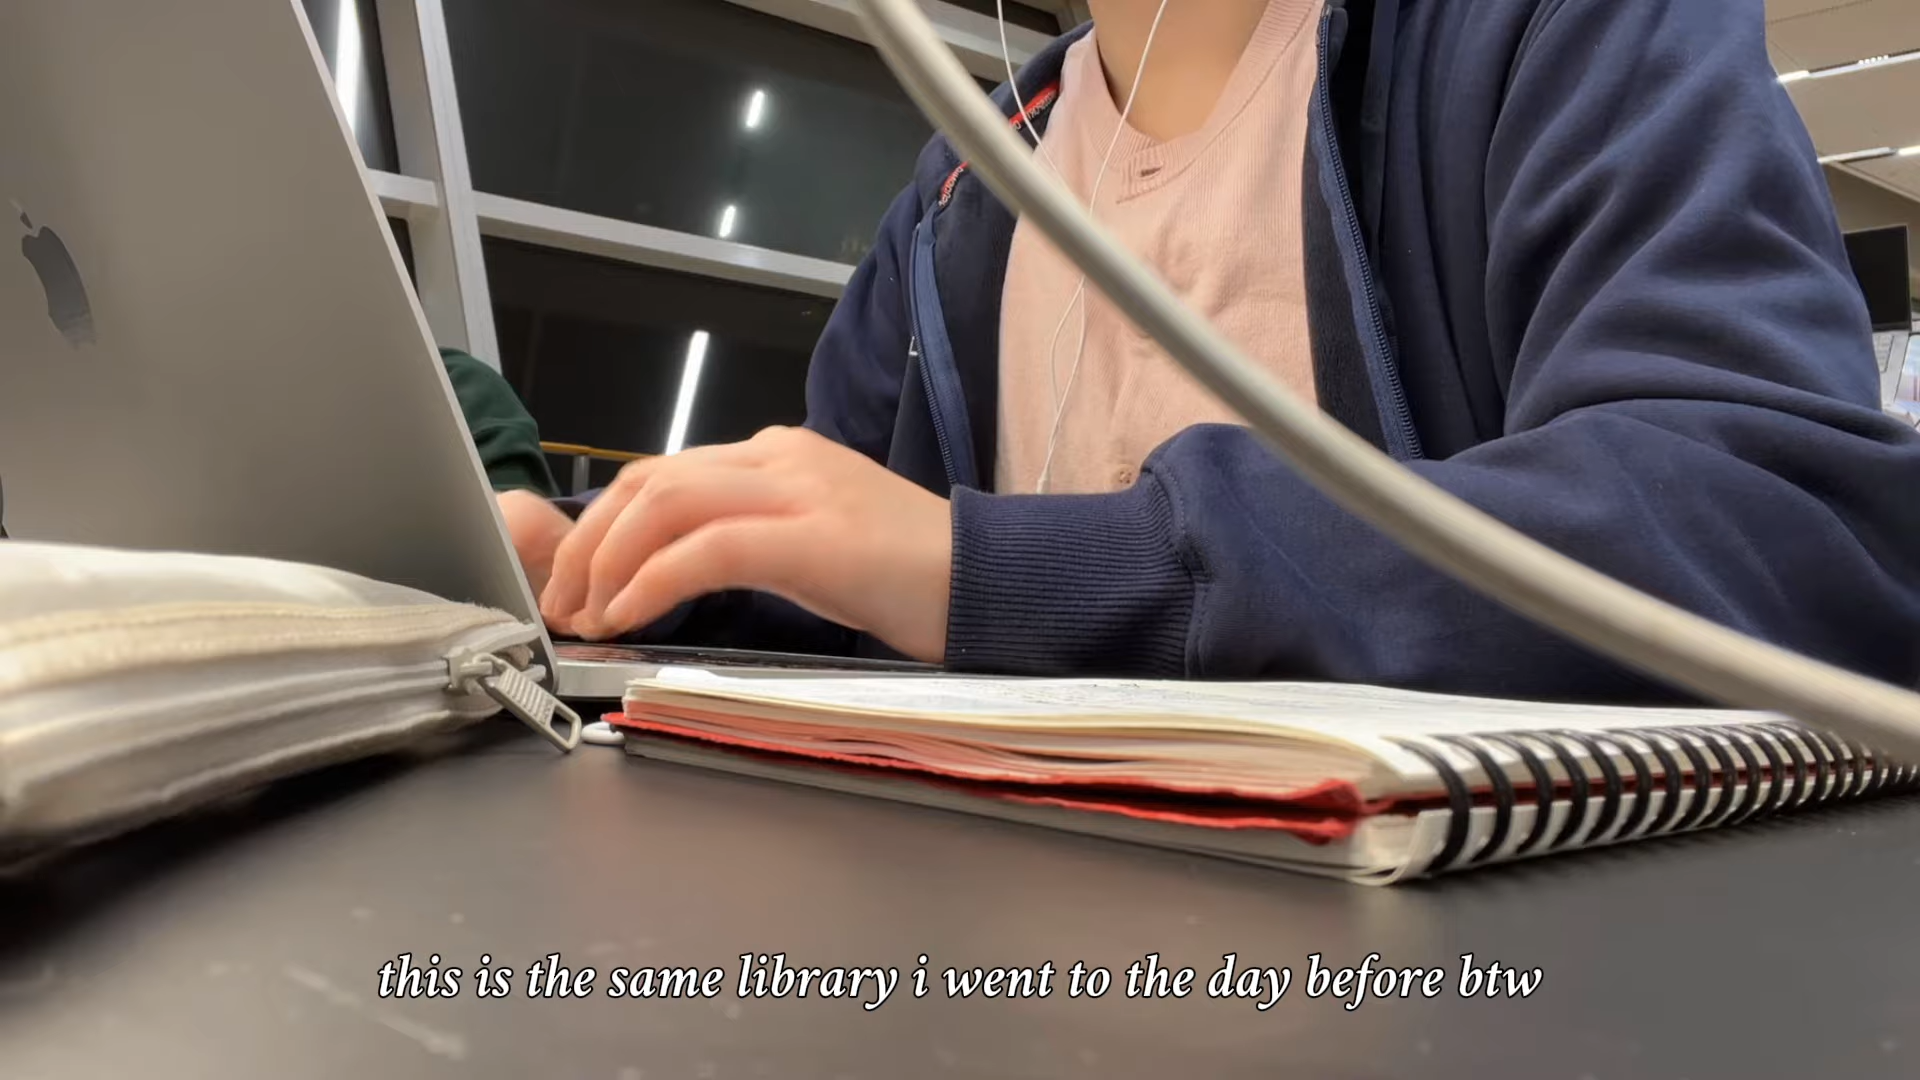 this is the same library i went to the day before btw